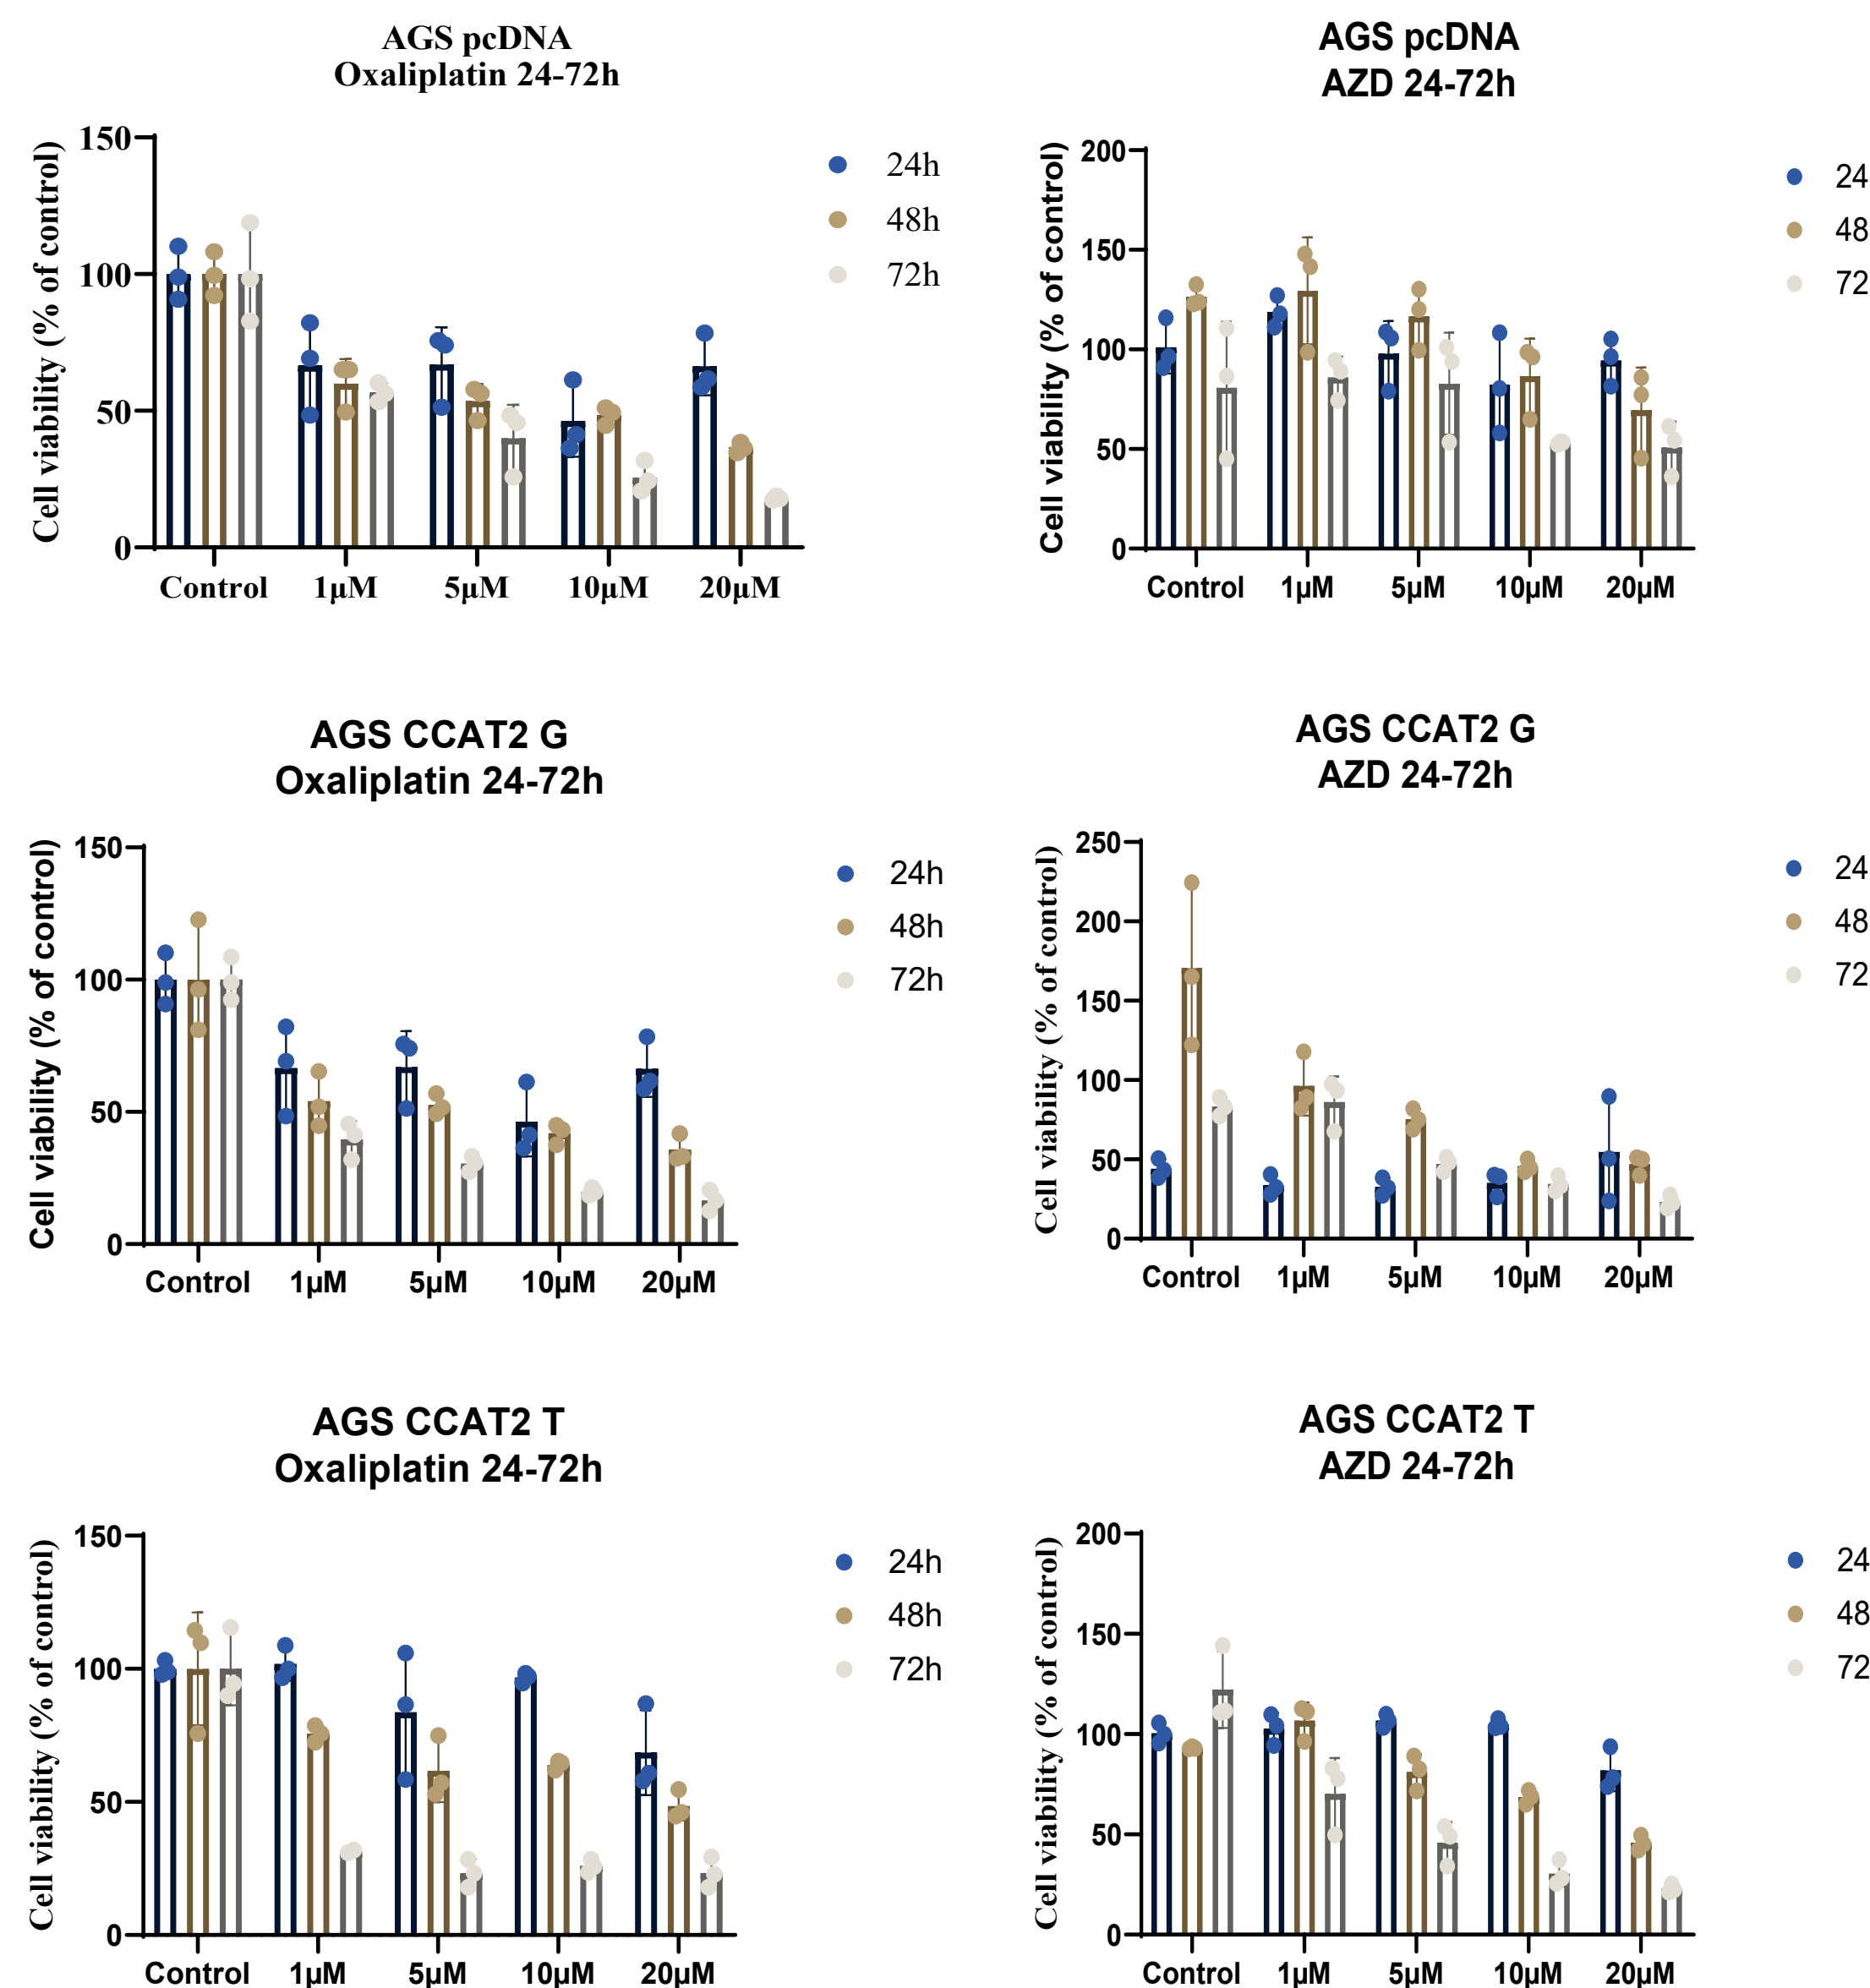 AGS pcDNA
Oxaliplatin 24-72h
Cell viability (% of control)
150
100
50
0
Control 1µM 5µM 10µM 20µM
24h
48h
72h
AGS pcDNA
AZD 24-72h
Cell viability (% of control)
200
150
100
50
0
Control 1µM 5µM 10µM 20µM
24
48
72
AGS CCAT2 G
Oxaliplatin 24-72h
Cell viability (% of control)
150
100
50
0
Control 1µM 5µM 10µM 20µM
24h
48h
72h
AGS CCAT2 G
AZD 24-72h
Cell viability (% of control)
250
200
150
100
50
0
Control 1µM 5µM 10µM 20µM
24
48
72
AGS CCAT2 T
Oxaliplatin 24-72h
Cell viability (% of control)
150
100
50
0
Control 1µM 5µM 10µM 20µM
24h
48h
72h
AGS CCAT2 T
AZD 24-72h
Cell viability (% of control)
200
150
100
50
0
Control 1µM 5µM 10µM 20µM
24
48
72